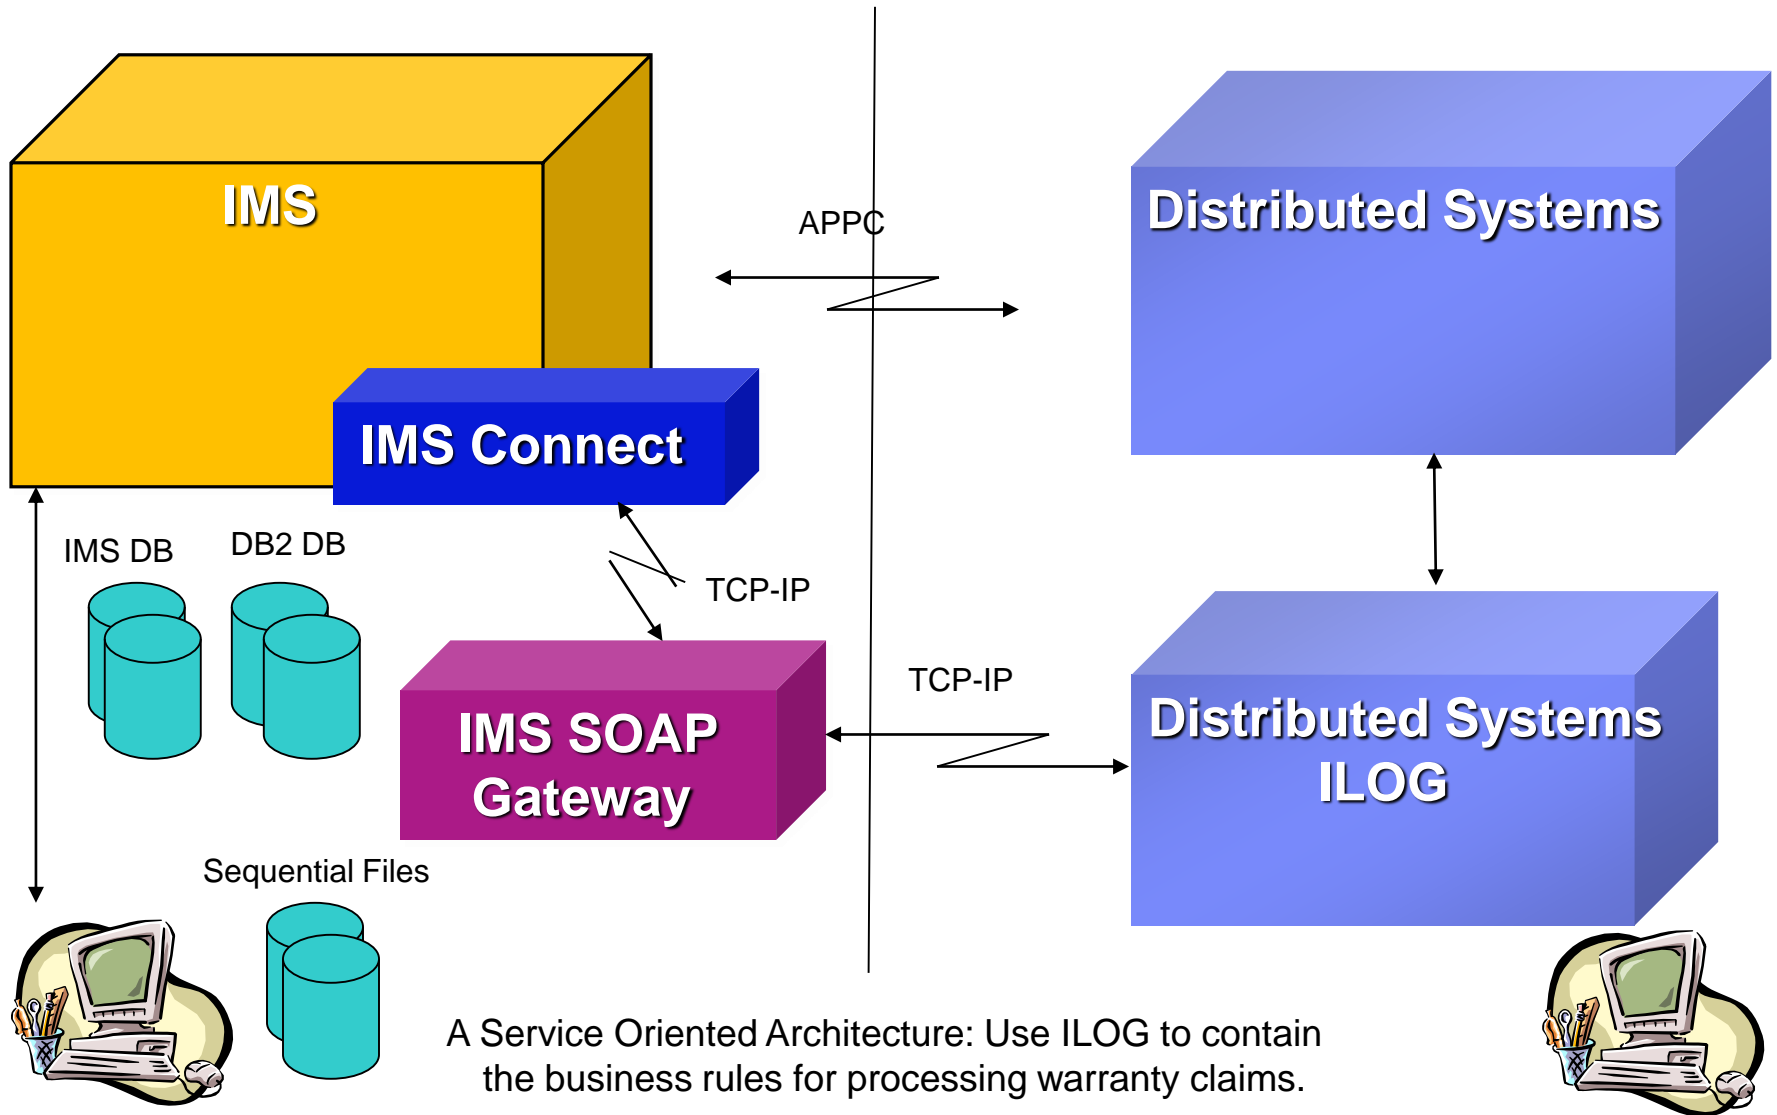 IMS
APPC
Distributed Systems
IMS Connect
IMS DB
DB2 DB
TCP-IP
TCP-IP
IMS SOAP
Gateway
Distributed Systems
ILOG
Sequential Files
A Service Oriented Architecture: Use ILOG to contain
the business rules for processing warranty claims.